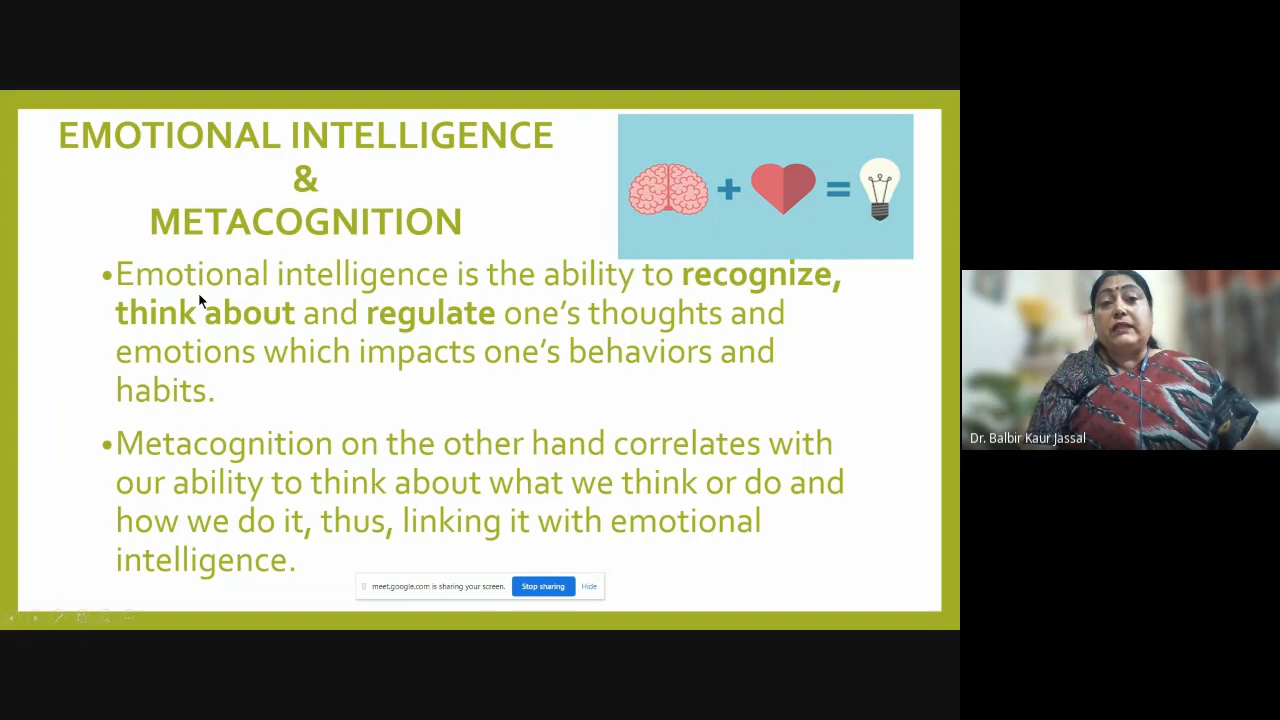 EMOTIONAL INTELLIGENCE
&
METACOGNITION
•Emotional intelligence is the ability to recognize,
think about and regulate one’s thoughts and
emotions which impacts one’s behaviors and
habits.
•Metacognition on the other hand correlates with
our ability to think about what we think or do and
how we do it, thus, linking it with emotional
intelligence.
meet.google.com is sharing your screen. Stop sharing Hide
Dr. Balbir Kaur Jassal